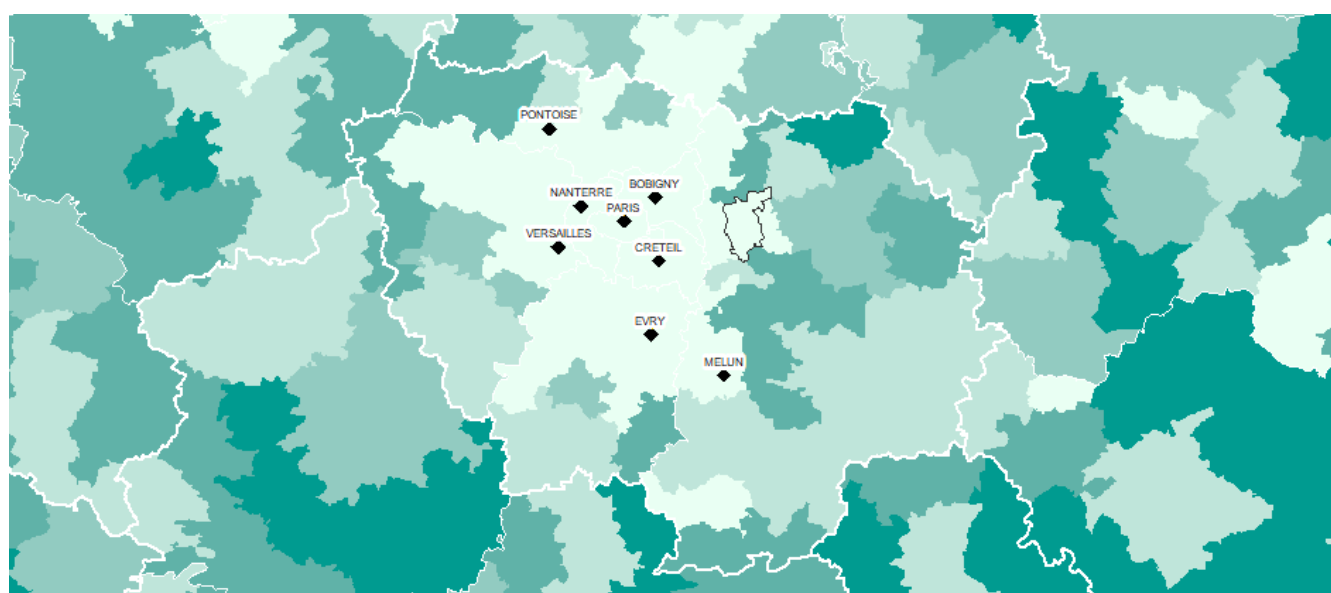 PONTOISE
BOBIGNY
NANTERRE
PARIS
VERSAILLES
CRETEIL
EVRY
MELUN